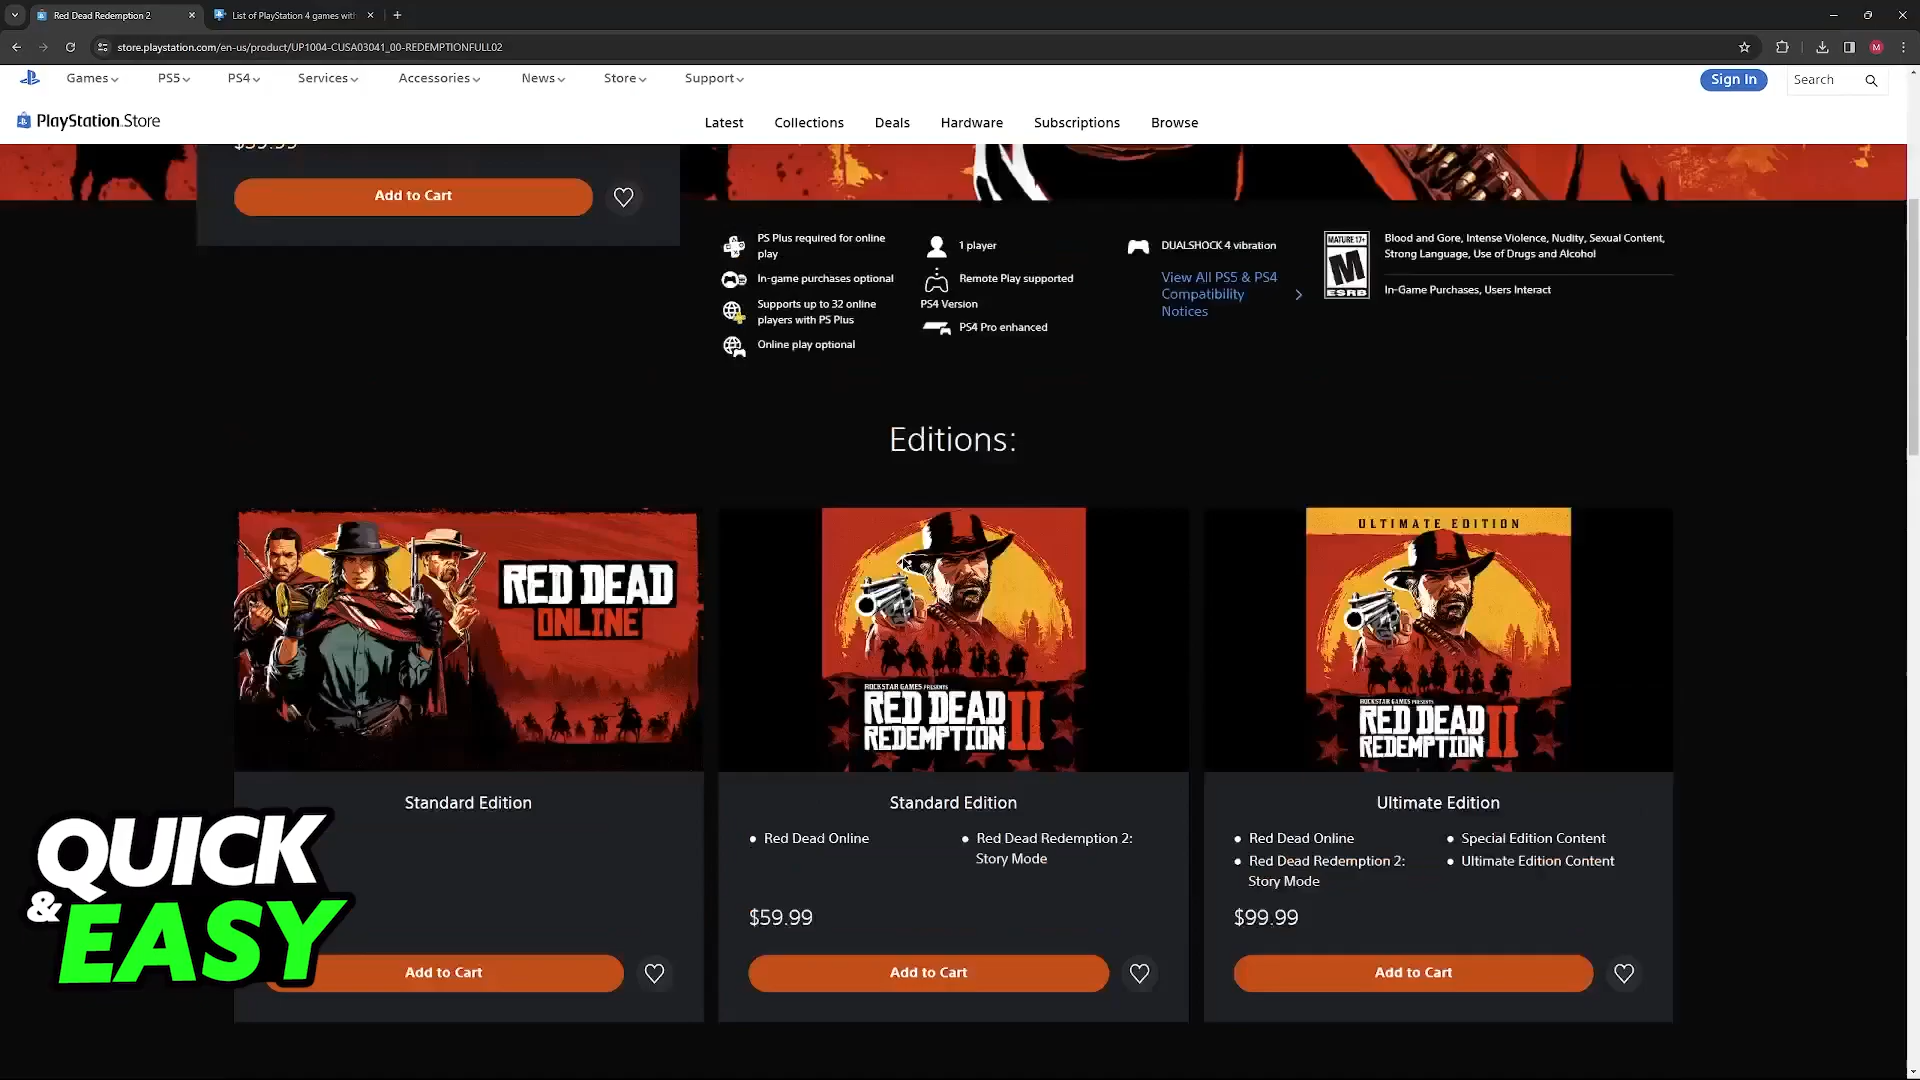 Red Dead Redemption 2
List of PlayStation 4 games with
store.playstation.com/en-us/product/UP1004-CUSA03041_00-REDEMPTIONFULL02
M
Games
PS5
PS4
Services
Accessories
News
Store
Support
Sign In
Search
PlayStation.Store
Latest
Collections
Deals
Hardware
Subscriptions
Browse
Add to Cart
PS Plus required for online
play
In-game purchases optional
Supports up to 32 online
players with PS Plus
Online play optional
1 player
Remote Play supported
PS4 Version
PS4 Pro enhanced
DUALSHOCK 4 vibration
View All PS5 & PS4
Compatibility
Notices
MATURE 17+
M
ESRB
Blood and Gore, Intense Violence, Nudity, Sexual Content,
Strong Language, Use of Drugs and Alcohol
In-Game Purchases, Users Interact
Editions:
RED DEAD
ONLINE
Standard Edition
Add to Cart
ROCKSTAR GAMES PRESENTS
RED DEAD
REDEMPTION II
Standard Edition
• Red Dead Online
• Red Dead Redemption 2:
Story Mode
$59.99
Add to Cart
ULTIMATE EDITION
ROCKSTAR GAMES PRESENTS
RED DEAD
REDEMPTION II
Ultimate Edition
• Red Dead Online
• Red Dead Redemption 2:
Story Mode
• Special Edition Content
• Ultimate Edition Content
$99.99
Add to Cart
QUICK
& EASY